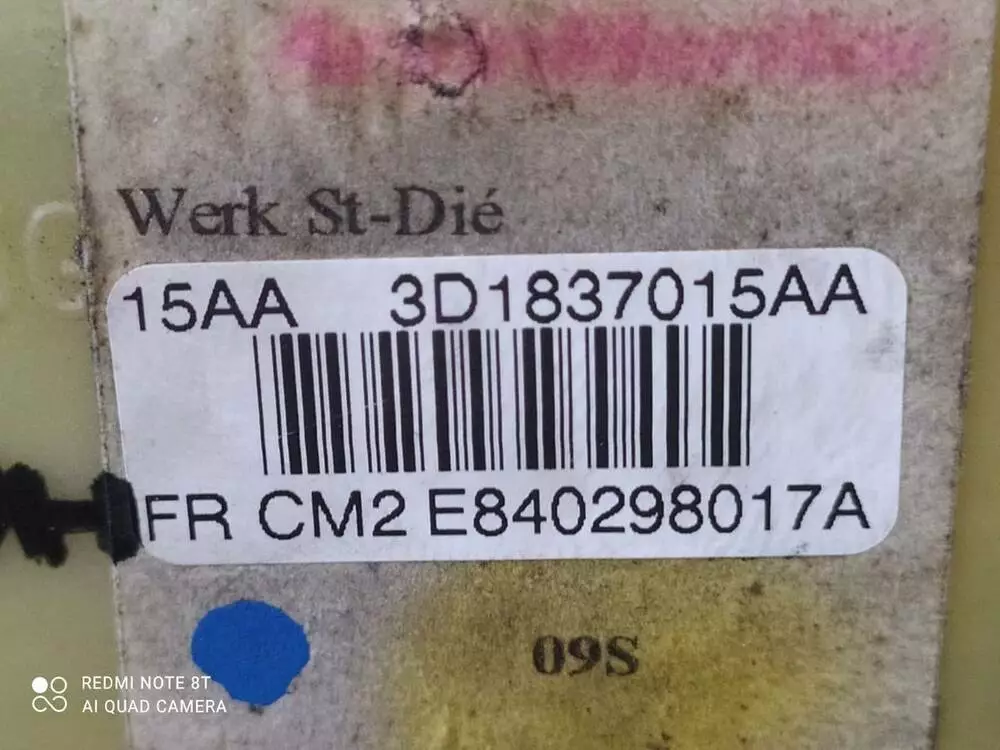 Werk St-Dié
15AA 3D1837015AA
FR CM2 E840298017A
09S
REDMI NOTE 8T
AI QUAD CAMERA